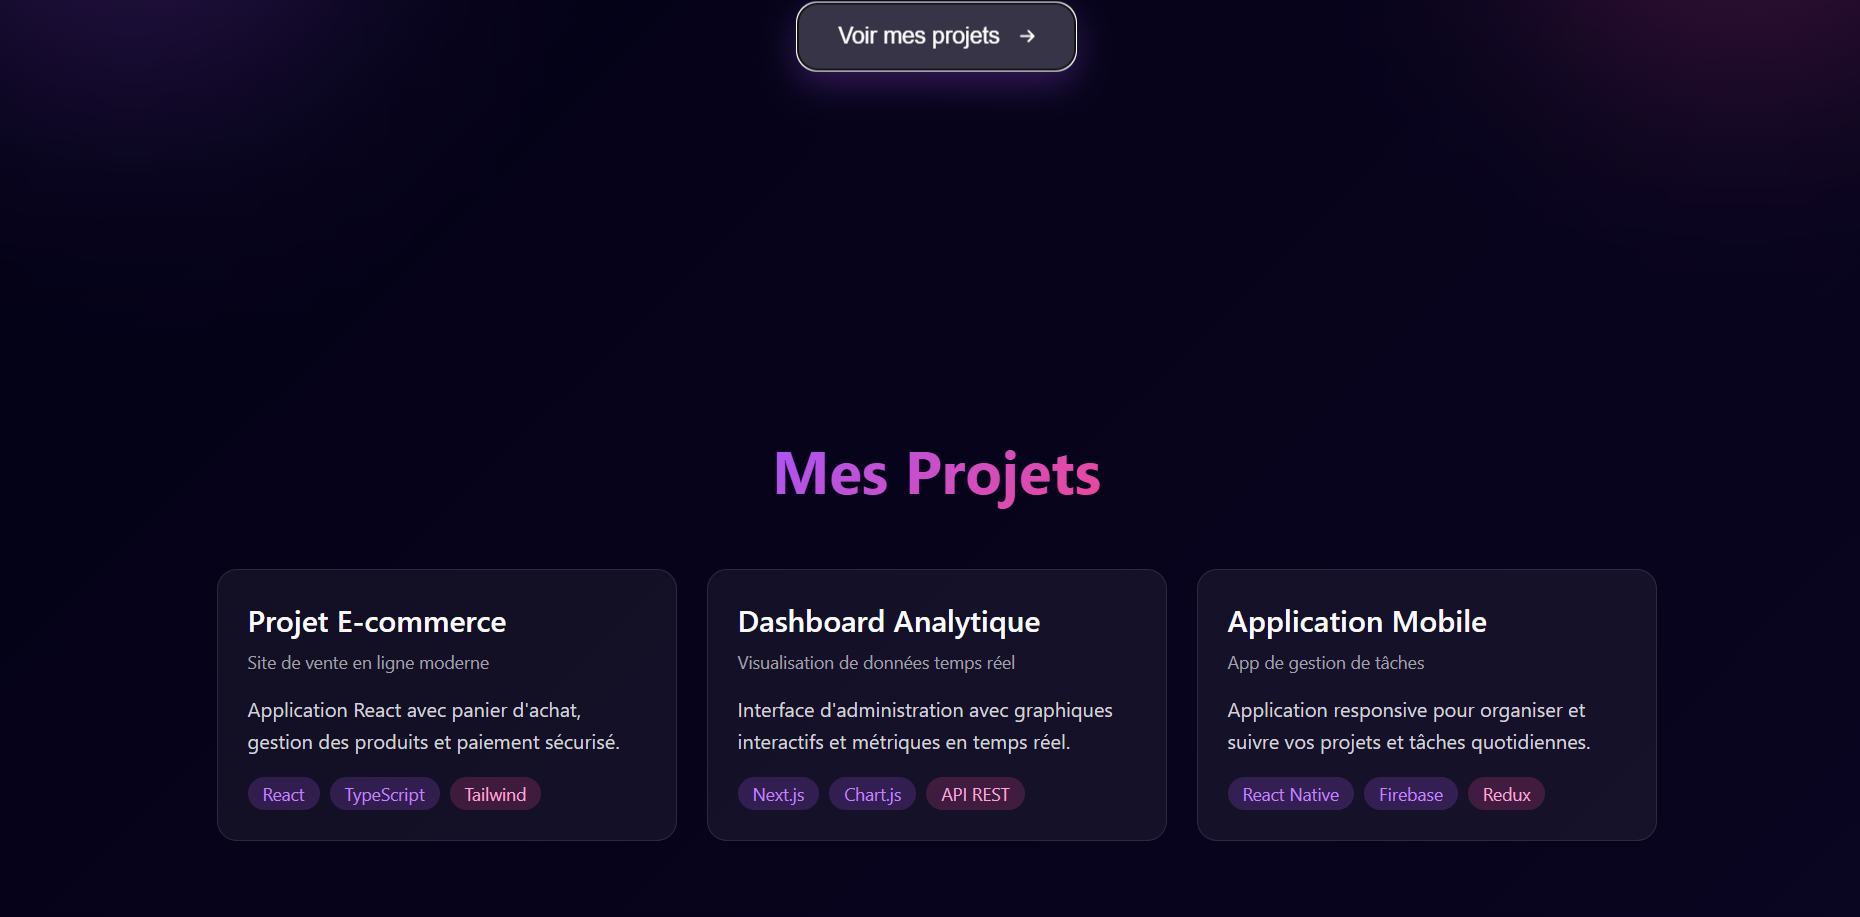 Voir mes projets →
Mes Projets
Projet E-commerce
Site de vente en ligne moderne
Application React avec panier d'achat,
gestion des produits et paiement sécurisé.
React TypeScript Tailwind
Dashboard Analytique
Visualisation de données temps réel
Interface d'administration avec graphiques
interactifs et métriques en temps réel.
Next.js Chart.js API REST
Application Mobile
App de gestion de tâches
Application responsive pour organiser et
suivre vos projets et tâches quotidiennes.
React Native Firebase Redux